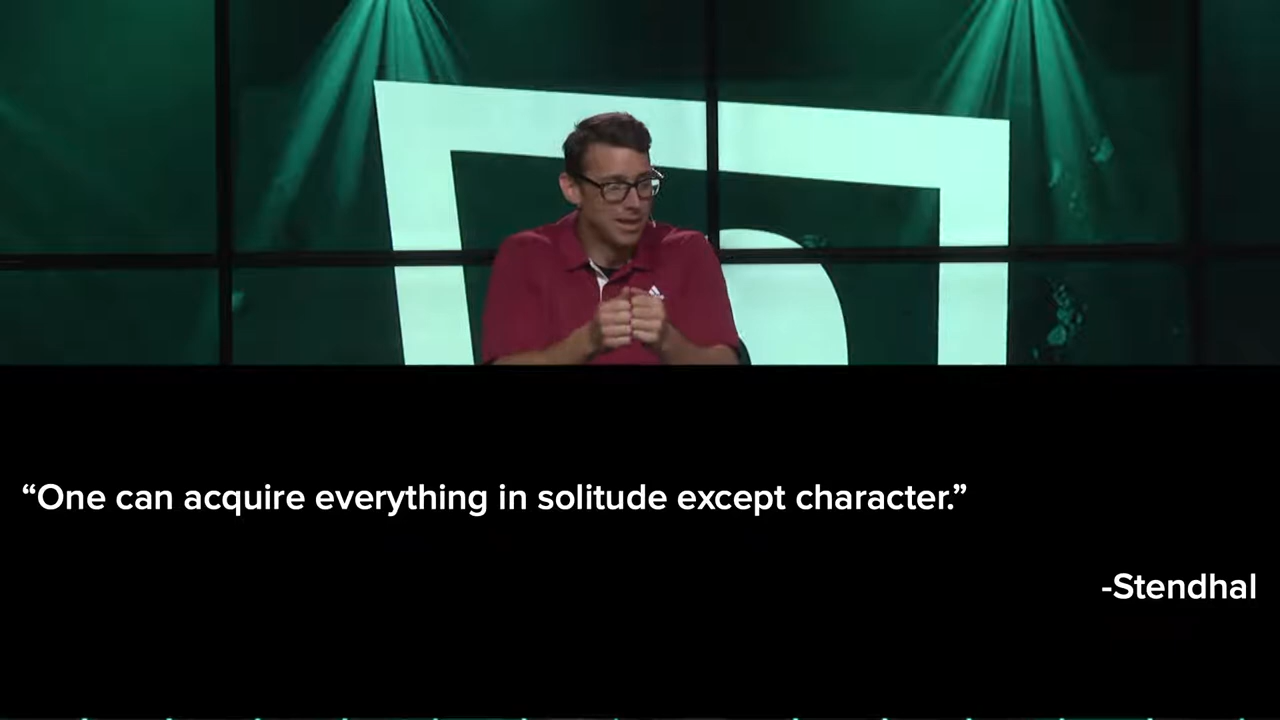 “One can acquire everything in solitude except character.”
-Stendhal